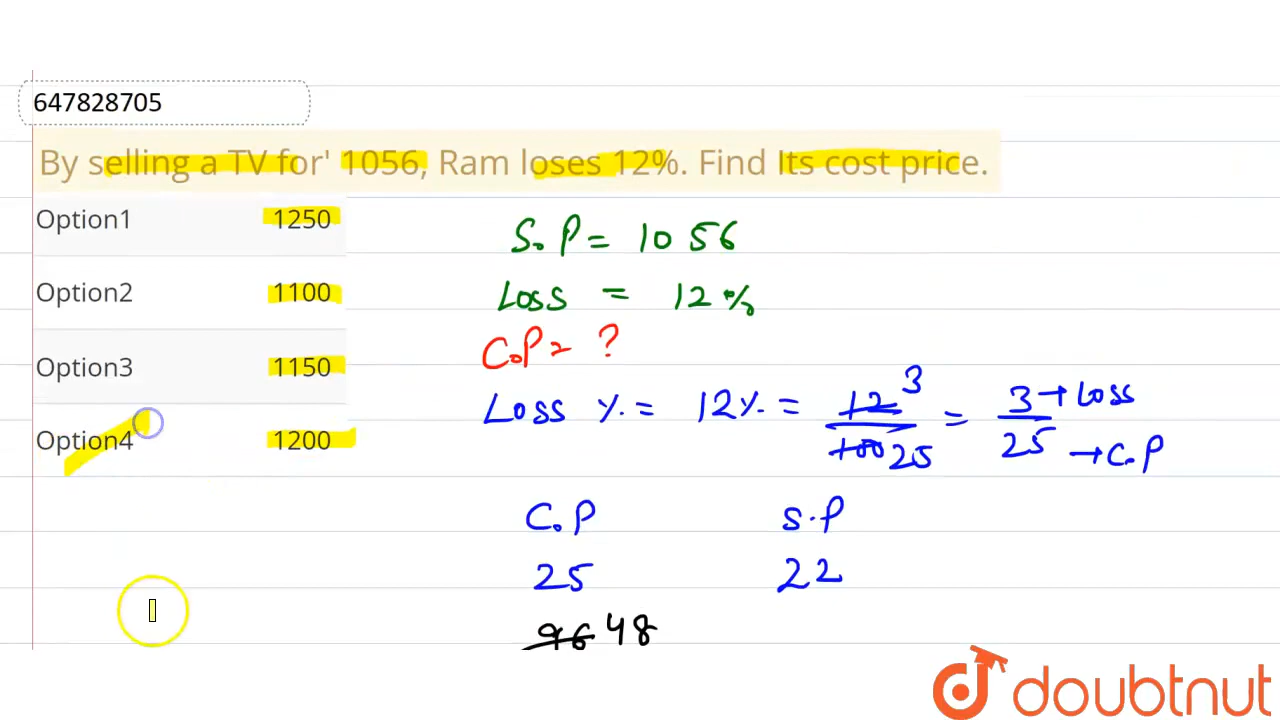 647828705
By selling a TV for' 1056, Ram loses 12%. Find Its cost price.
Option1 1250
Option2 1100
Option3 1150
Option4 1200
S.P = 1056
Loss = 12%
C.P = ?
Loss %. = 12%. = 12 3 / 100 25 = 3 → Loss / 25 → C.P
C.P S.P
25 22
96 48
doubtnut